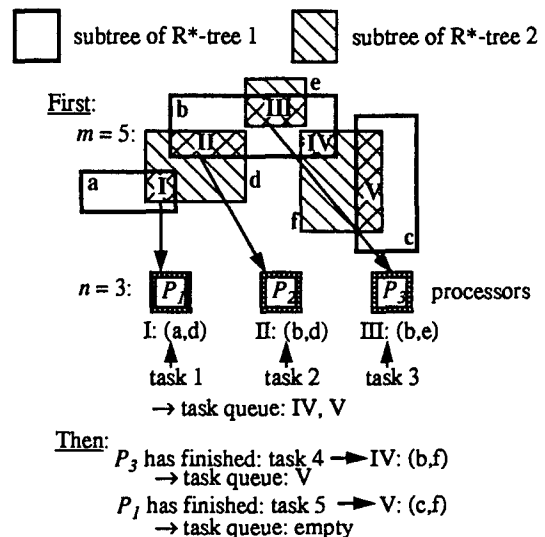 subtree of R*-tree 1
subtree of R*-tree 2
First:
m = 5:
e
b
III
II
IV
a
I
d
V
f
c
n = 3:
P1
P2
P3
processors
I: (a,d)
II: (b,d)
III: (b,e)
task 1
task 2
task 3
→ task queue: IV, V
Then:
P3 has finished: task 4 → IV: (b,f)
→ task queue: V
P1 has finished: task 5 → V: (c,f)
→ task queue: empty